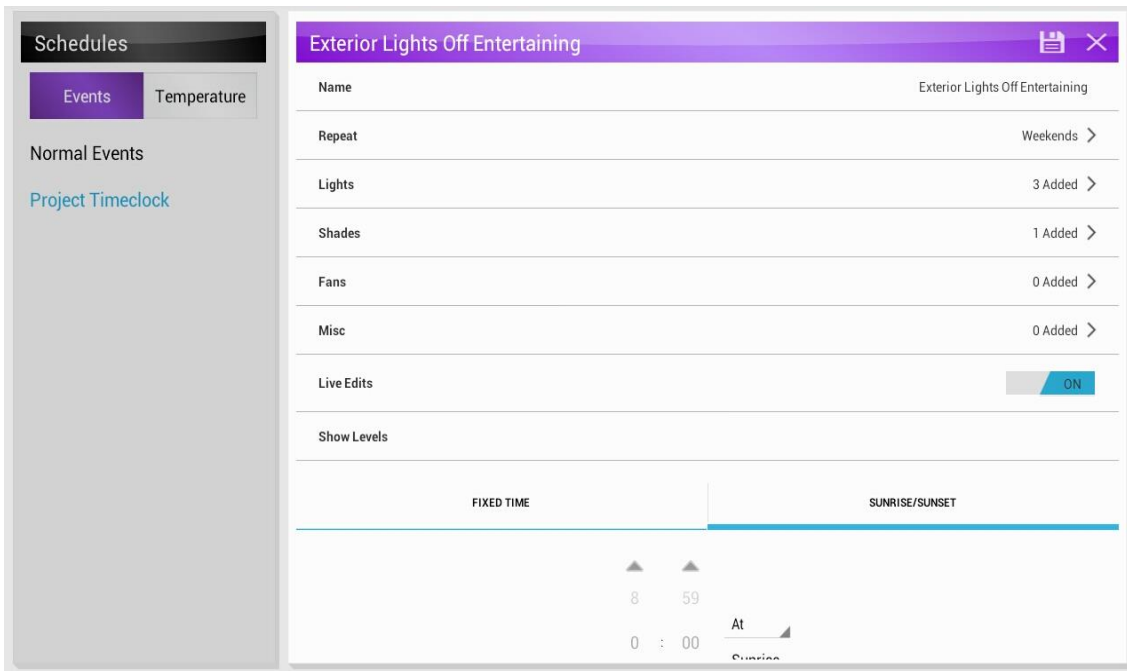 Schedules
Events Temperature
Normal Events
Project Timeclock
Exterior Lights Off Entertaining
Name Exterior Lights Off Entertaining
Repeat Weekends
Lights 3 Added
Shades 1 Added
Fans 0 Added
Misc 0 Added
Live Edits ON
Show Levels
FIXED TIME SUNRISE/SUNSET
8 59
At
0 : 00
Sunrise